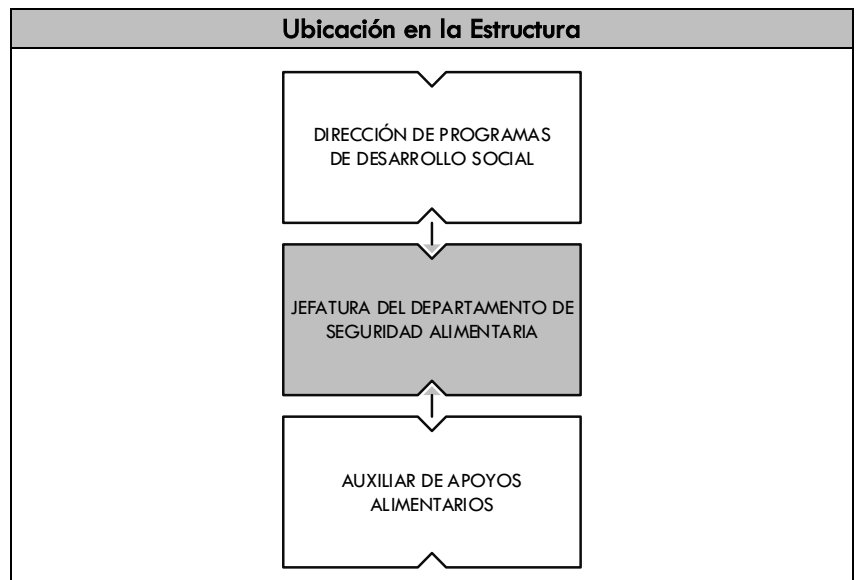 Ubicación en la Estructura
DIRECCIÓN DE PROGRAMAS
DE DESARROLLO SOCIAL
JEFATURA DEL DEPARTAMENTO DE
SEGURIDAD ALIMENTARIA
AUXILIAR DE APOYOS
ALIMENTARIOS